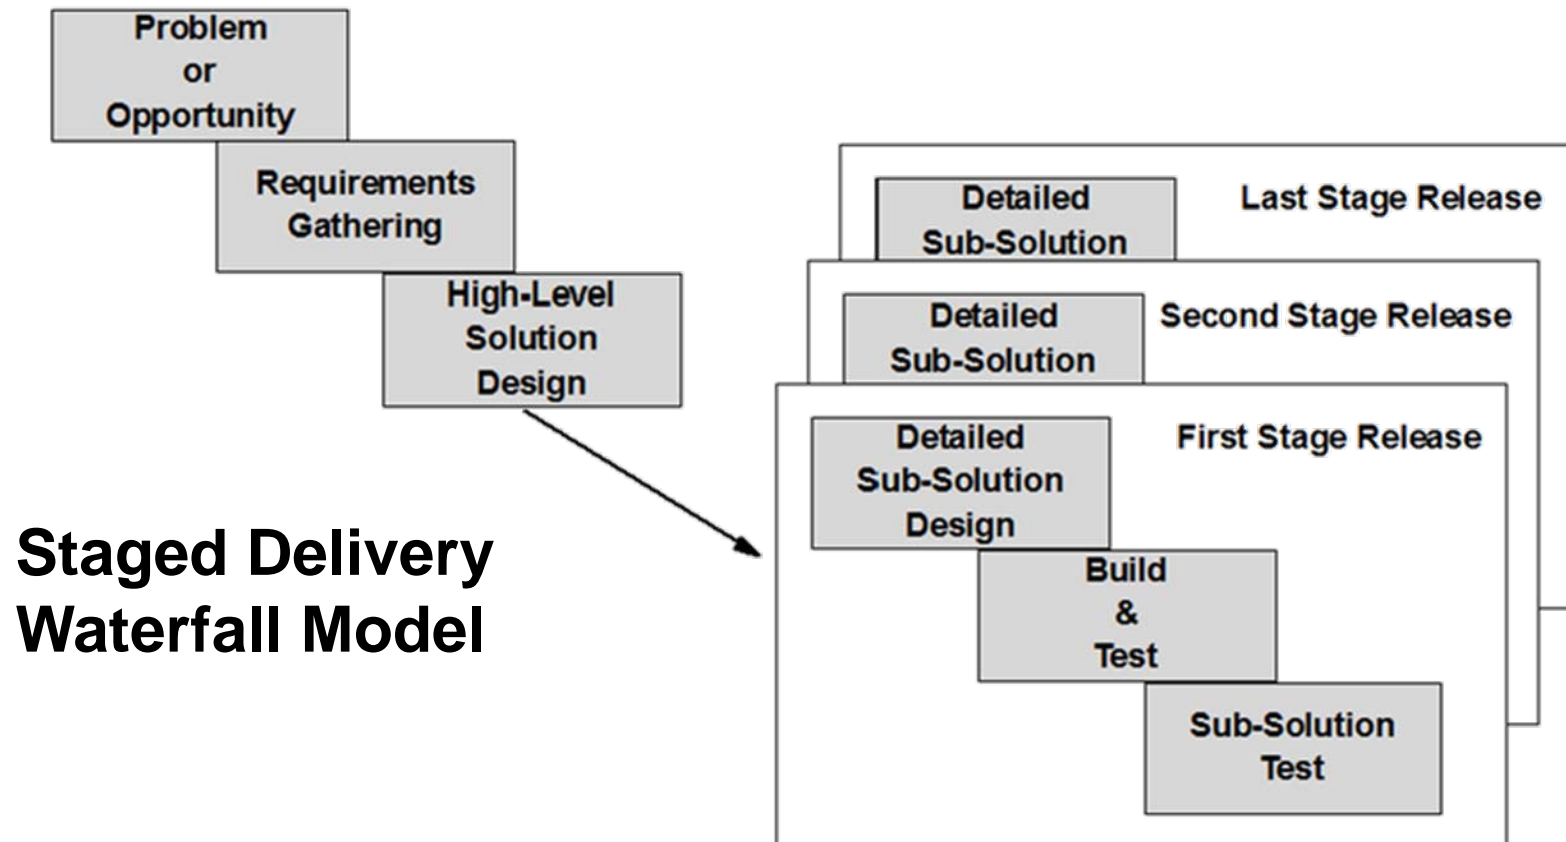 Problem
or
Opportunity
Requirements
Gathering
High-Level
Solution
Design
Staged Delivery
Waterfall Model
Last Stage Release
Detailed
Sub-Solution
Second Stage Release
Detailed
Sub-Solution
First Stage Release
Detailed
Sub-Solution
Design
Build
&
Test
Sub-Solution
Test